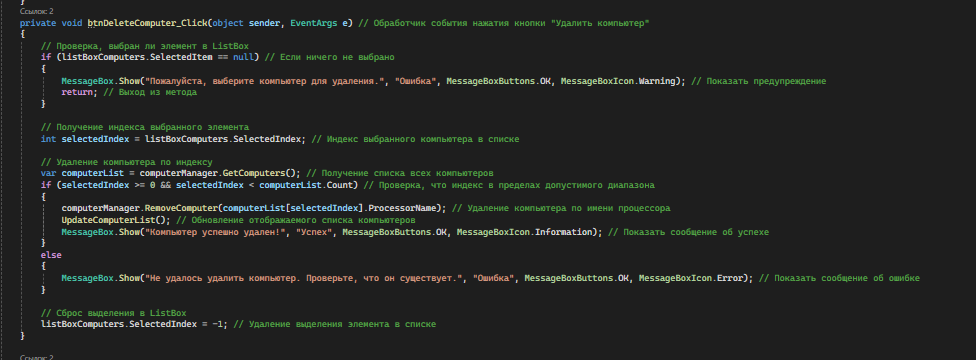 Ссылок: 2
private void btnDeleteComputer_Click(object sender, EventArgs e) // Обработчик события нажатия кнопки "Удалить компьютер"
{
// Проверка, выбран ли элемент в ListBox
if (listBoxComputers.SelectedItem == null) // Если ничего не выбрано
{
MessageBox.Show("Пожалуйста, выберите компьютер для удаления.", "Ошибка", MessageBoxButtons.OK, MessageBoxIcon.Warning); // Показать предупреждение
return; // Выход из метода
}
// Получение индекса выбранного элемента
int selectedIndex = listBoxComputers.SelectedIndex; // Индекс выбранного компьютера в списке
// Удаление компьютера по индексу
var computerList = computerManager.GetComputers(); // Получение списка всех компьютеров
if (selectedIndex >= 0 && selectedIndex < computerList.Count) // Проверка, что индекс в пределах допустимого диапазона
{
computerManager.RemoveComputer(computerList[selectedIndex].ProcessorName); // Удаление компьютера по имени процессора
UpdateComputerList(); // Обновление отображаемого списка компьютеров
MessageBox.Show("Компьютер успешно удален!", "Успех", MessageBoxButtons.OK, MessageBoxIcon.Information); // Показать сообщение об успехе
}
else
{
MessageBox.Show("Не удалось удалить компьютер. Проверьте, что он существует.", "Ошибка", MessageBoxButtons.OK, MessageBoxIcon.Error); // Показать сообщение об ошибке
}
// Сброс выделения в ListBox
listBoxComputers.SelectedIndex = -1; // Удаление выделения элемента в списке
}
Ссылок: 2